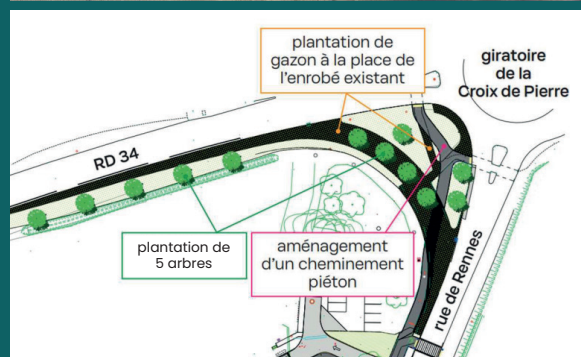 plantation de
gazon à la place de
l'enrobé existant
giratoire
de la
Croix de Pierre
RD 34
plantation de
5 arbres
aménagement
d'un cheminement
piéton
rue de Rennes